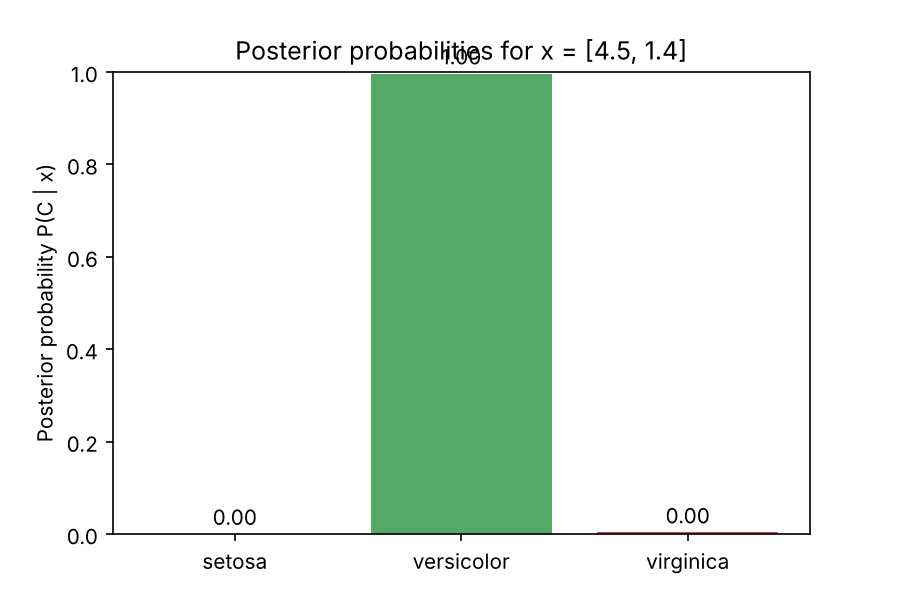 Posterior probabilities for x = [4.5, 1.4]
1.00
1.0
0.8
0.6
0.4
0.2
0.0
Posterior probability P(C | x)
0.00
0.00
setosa
versicolor
virginica